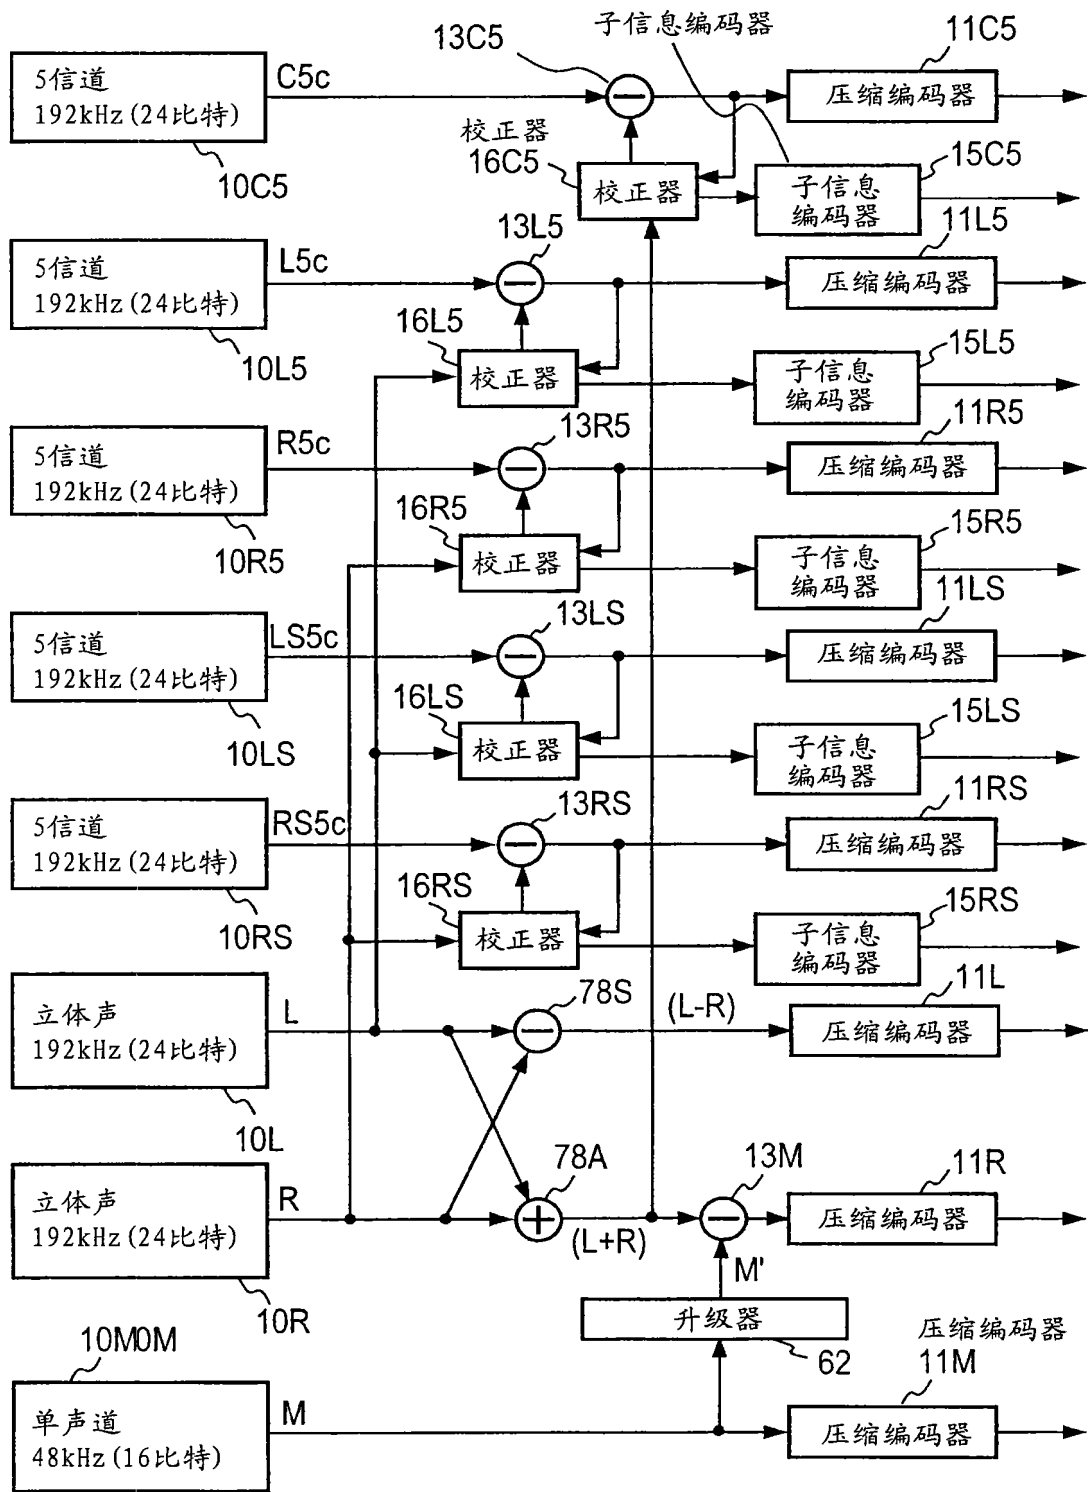 子信息编码器
13C5
11C5
5信道
192kHz(24比特)
C5c
压缩编码器
校正器
16C5
10C5
校正器
15C5
子信息
编码器
13L5
11L5
5信道
192kHz(24比特)
L5c
压缩编码器
16L5
10L5
校正器
15L5
子信息
编码器
13R5
11R5
5信道
192kHz(24比特)
R5c
压缩编码器
16R5
10R5
校正器
15R5
子信息
编码器
13LS
11LS
5信道
192kHz(24比特)
LS5c
压缩编码器
16LS
10LS
校正器
15LS
子信息
编码器
13RS
11RS
5信道
192kHz(24比特)
RS5c
压缩编码器
16RS
10RS
校正器
15RS
子信息
编码器
78S
11L
立体声
192kHz(24比特)
L
(L-R)
压缩编码器
10L
78A
13M
11R
立体声
192kHz(24比特)
R
(L+R)
压缩编码器
M'
10R
升级器
62
10M0M
压缩编码器
11M
单声道
48kHz(16比特)
M
压缩编码器